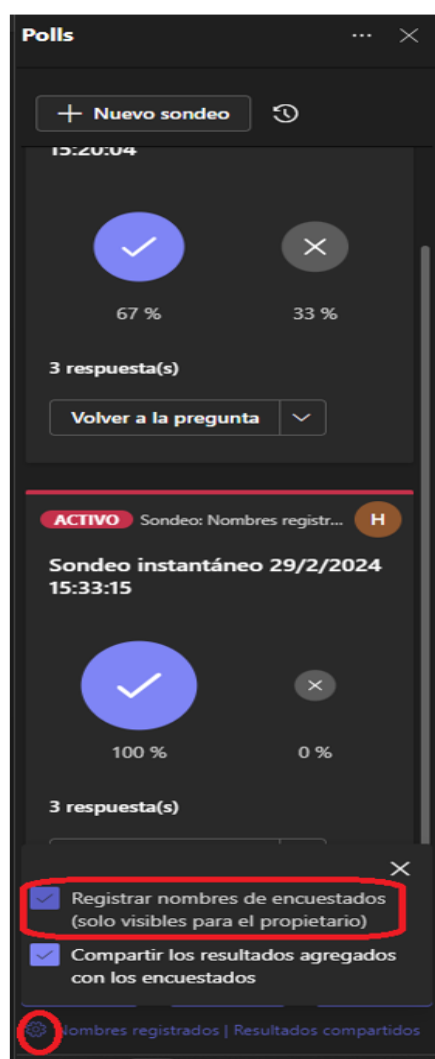 Polls
Nuevo sondeo
15:20:04
67 %
33 %
3 respuesta(s)
Volver a la pregunta
ACTIVO Sondeo: Nombres registr... H
Sondeo instantáneo 29/2/2024
15:33:15
100 %
0 %
3 respuesta(s)
Registrar nombres de encuestados
(solo visibles para el propietario)
Compartir los resultados agregados
con los encuestados
Nombres registrados | Resultados compartidos